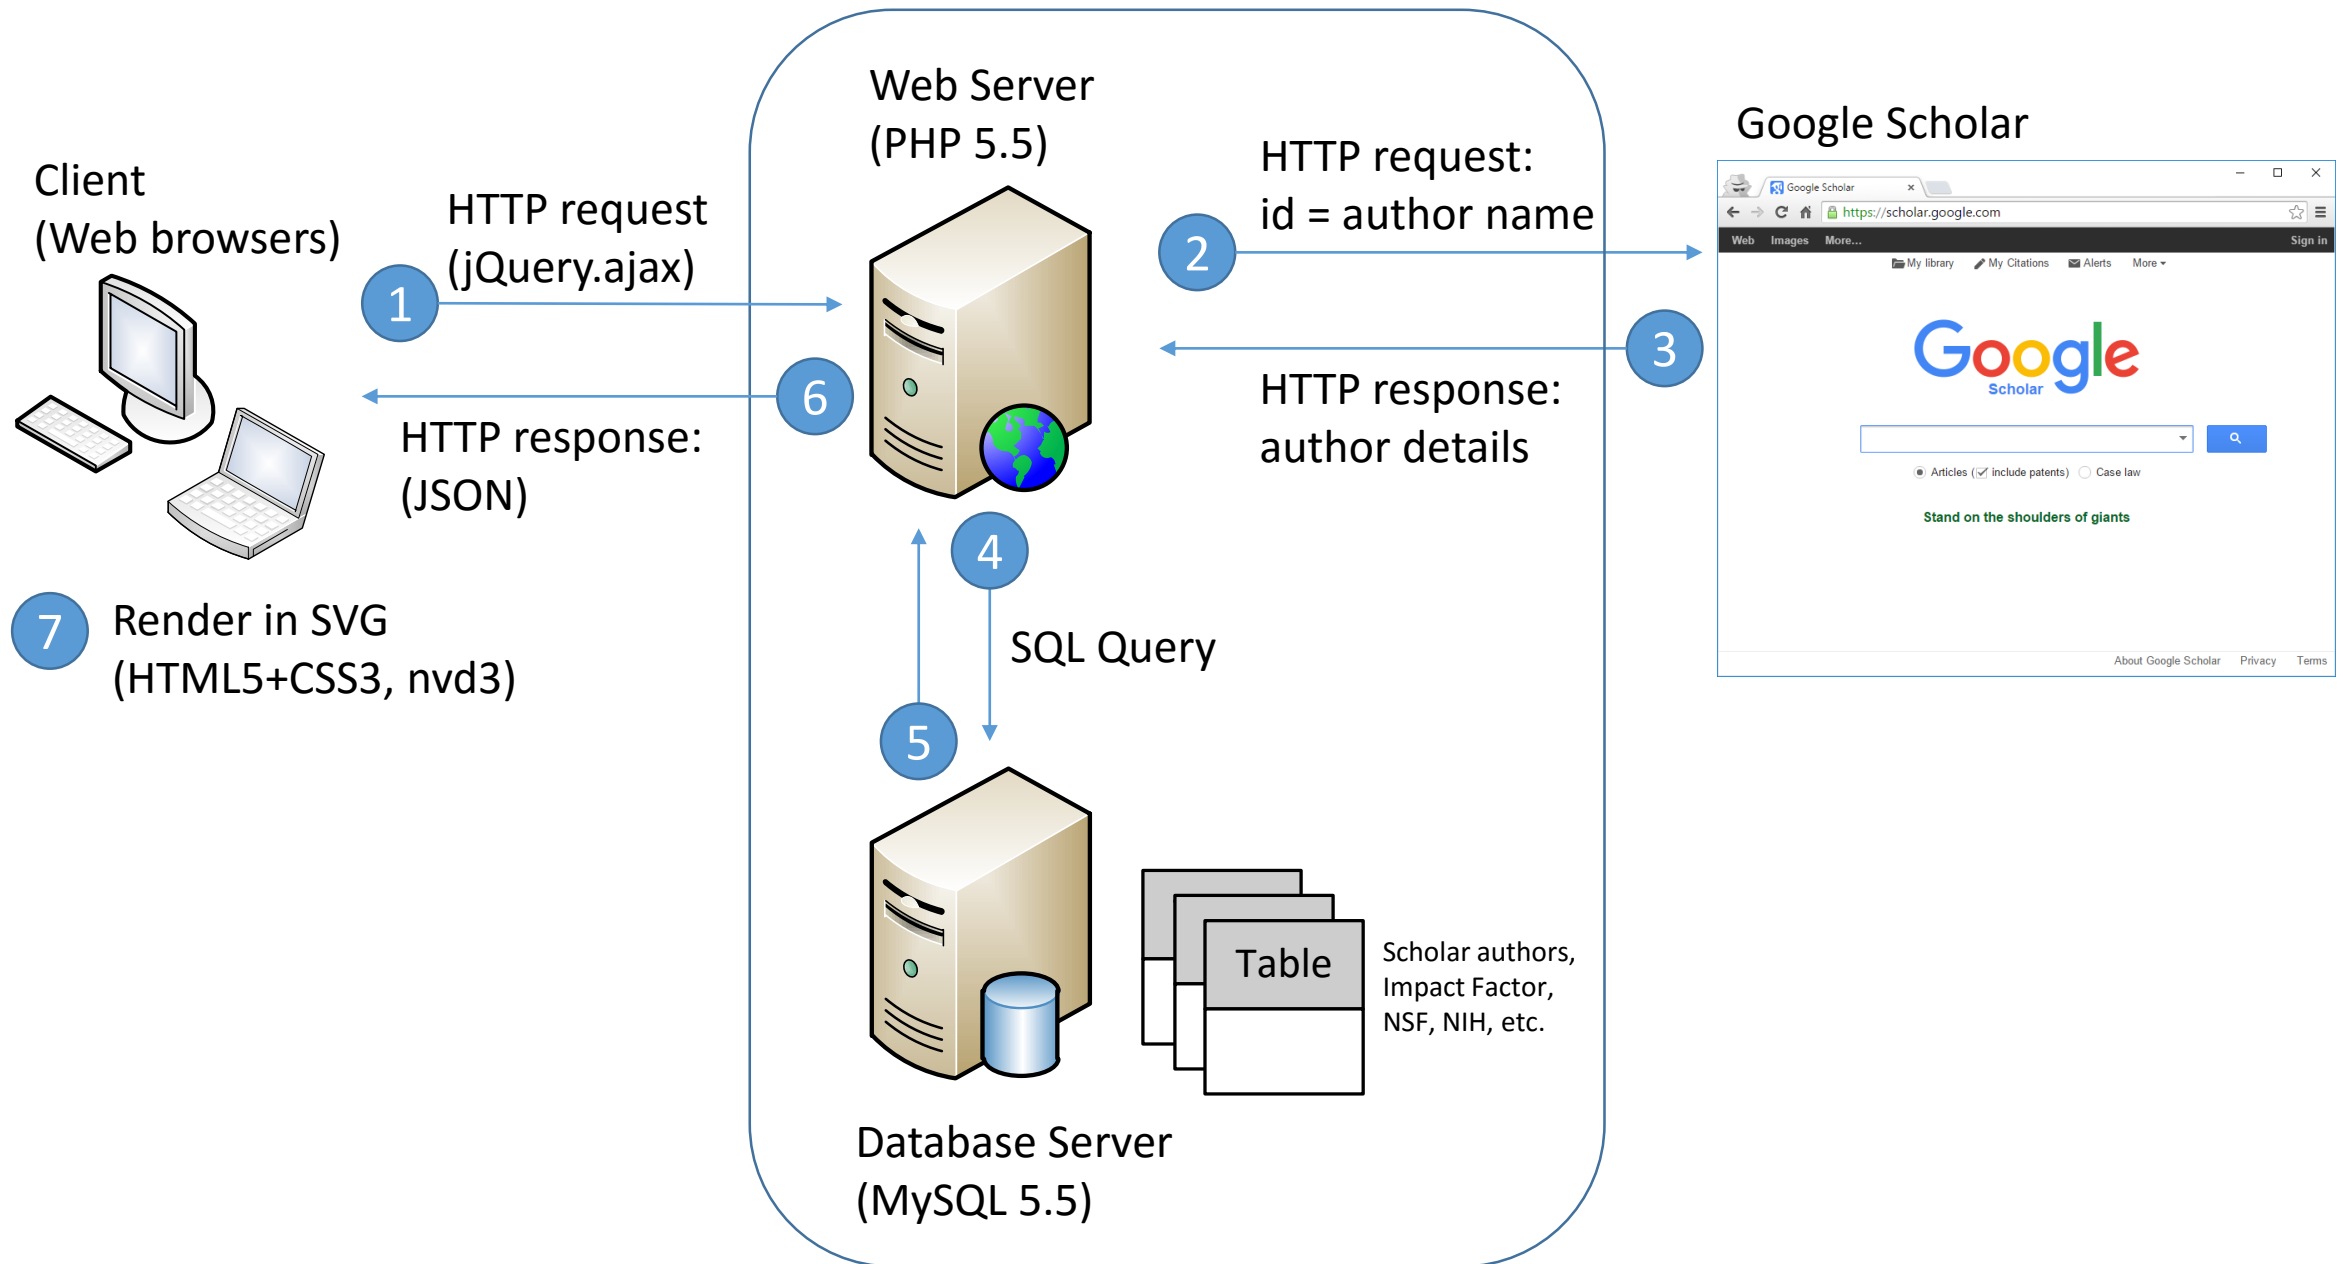 Web Server
(PHP 5.5)
Client
(Web browsers)
HTTP request
(jQuery.ajax)
1
6
HTTP response:
(JSON)
7
Render in SVG
(HTML5+CSS3, nvd3)
HTTP request:
id = author name
2
3
HTTP response:
author details
4
SQL Query
5
Table
Scholar authors,
Impact Factor,
NSF, NIH, etc.
Database Server
(MySQL 5.5)
Google Scholar
Google Scholar
https://scholar.google.com
Web Images More... Sign in
My library My Citations Alerts More
Google
Scholar
Articles (include patents) Case law
Stand on the shoulders of giants
About Google Scholar Privacy Terms